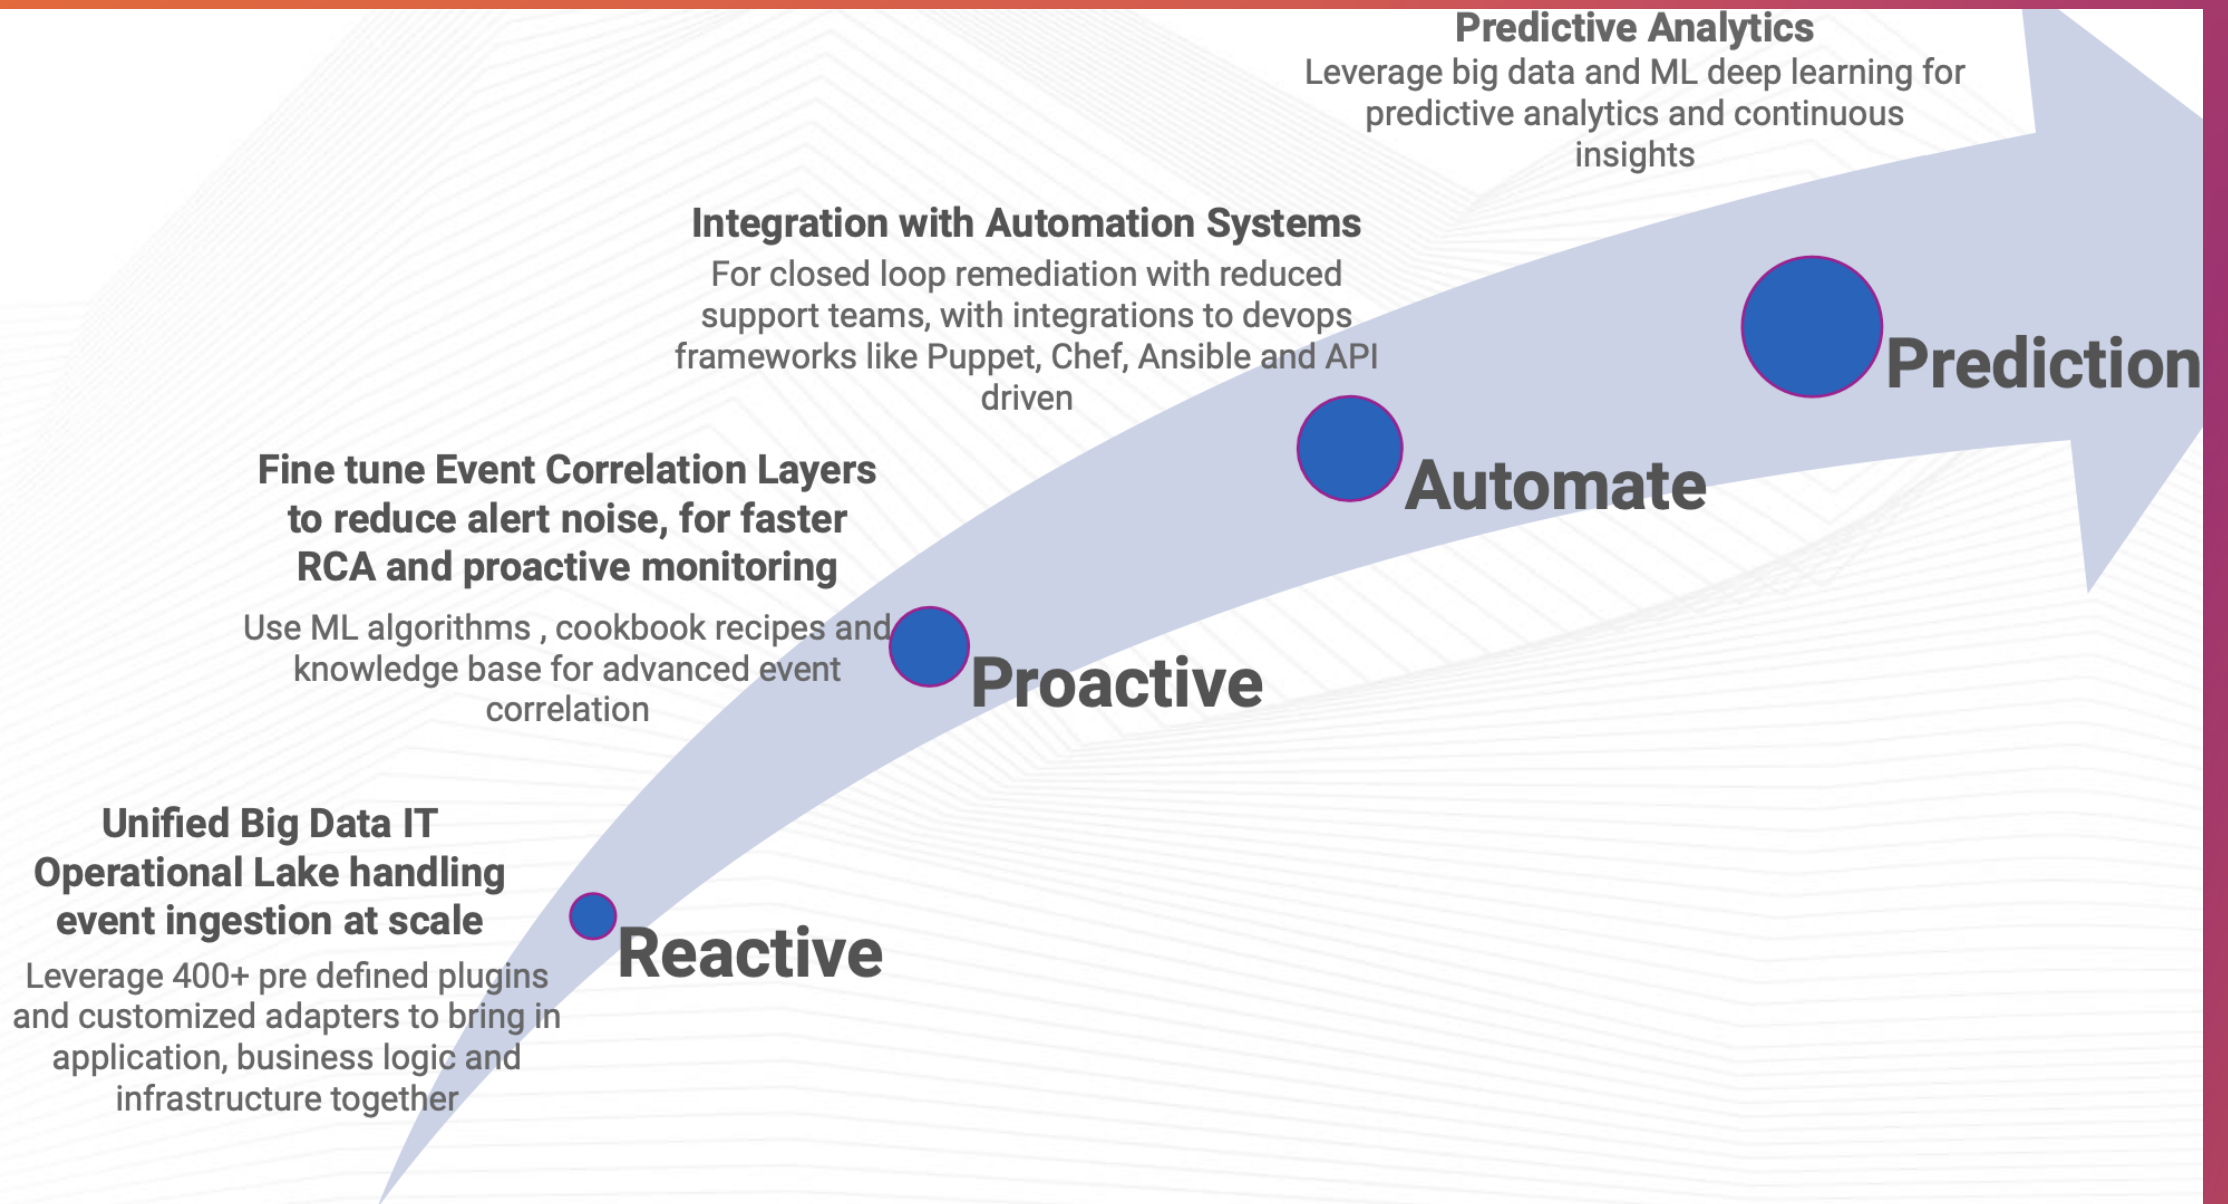 Predictive Analytics
Leverage big data and ML deep learning for
predictive analytics and continuous
insights
Integration with Automation Systems
For closed loop remediation with reduced
support teams, with integrations to devops
frameworks like Puppet, Chef, Ansible and API
driven
Prediction
Automate
Fine tune Event Correlation Layers
to reduce alert noise, for faster
RCA and proactive monitoring
Use ML algorithms , cookbook recipes and
knowledge base for advanced event
correlation
Proactive
Unified Big Data IT
Operational Lake handling
event ingestion at scale
Leverage 400+ pre defined plugins
and customized adapters to bring in
application, business logic and
infrastructure together
Reactive